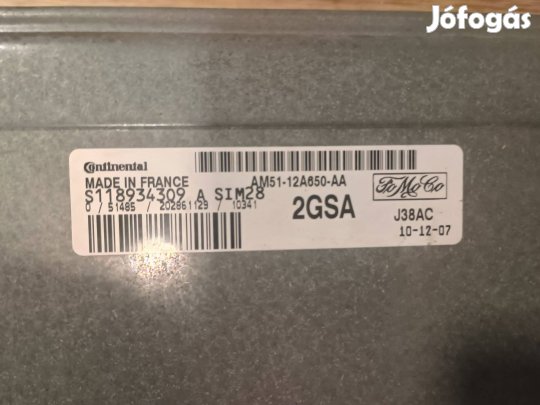 Jófogás
Continental
MADE IN FRANCE AM51-12A650-AA
S118934309 A SIM28
0 / 51485 / 202861129 / 10341
2GSA
FoMoCo
J38AC
10-12-07